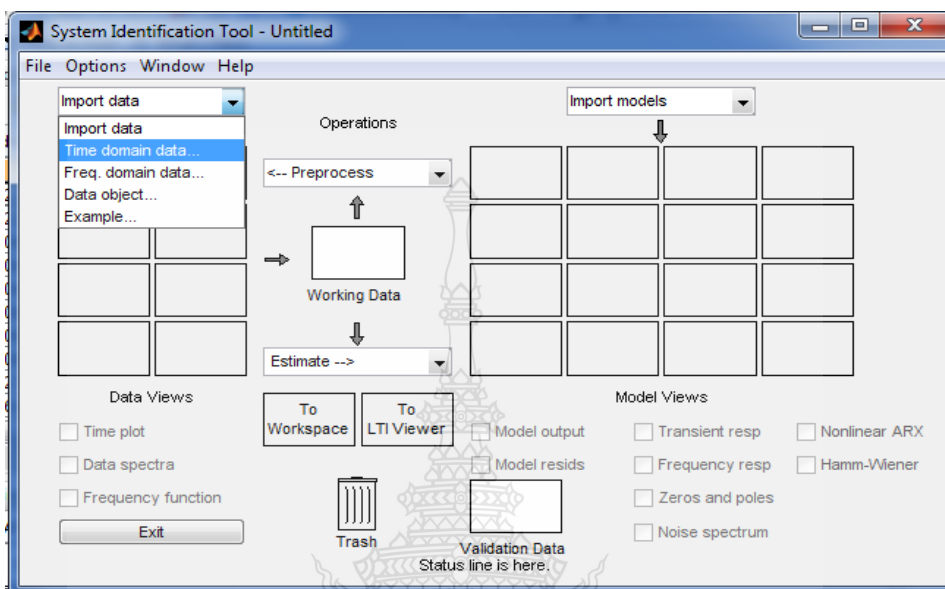 System Identification Tool - Untitled
File Options Window Help
Import data
Import data
Time domain data...
Freq. domain data...
Data object...
Example...
Operations
<-- Preprocess
Working Data
Estimate -->
Import models
Data Views
Time plot
Data spectra
Frequency function
Exit
To
Workspace
To
LTI Viewer
Trash
Model Views
Model output
Transient resp
Nonlinear ARX
Model resids
Frequency resp
Hamm-Wiener
Zeros and poles
Noise spectrum
Validation Data
Status line is here.